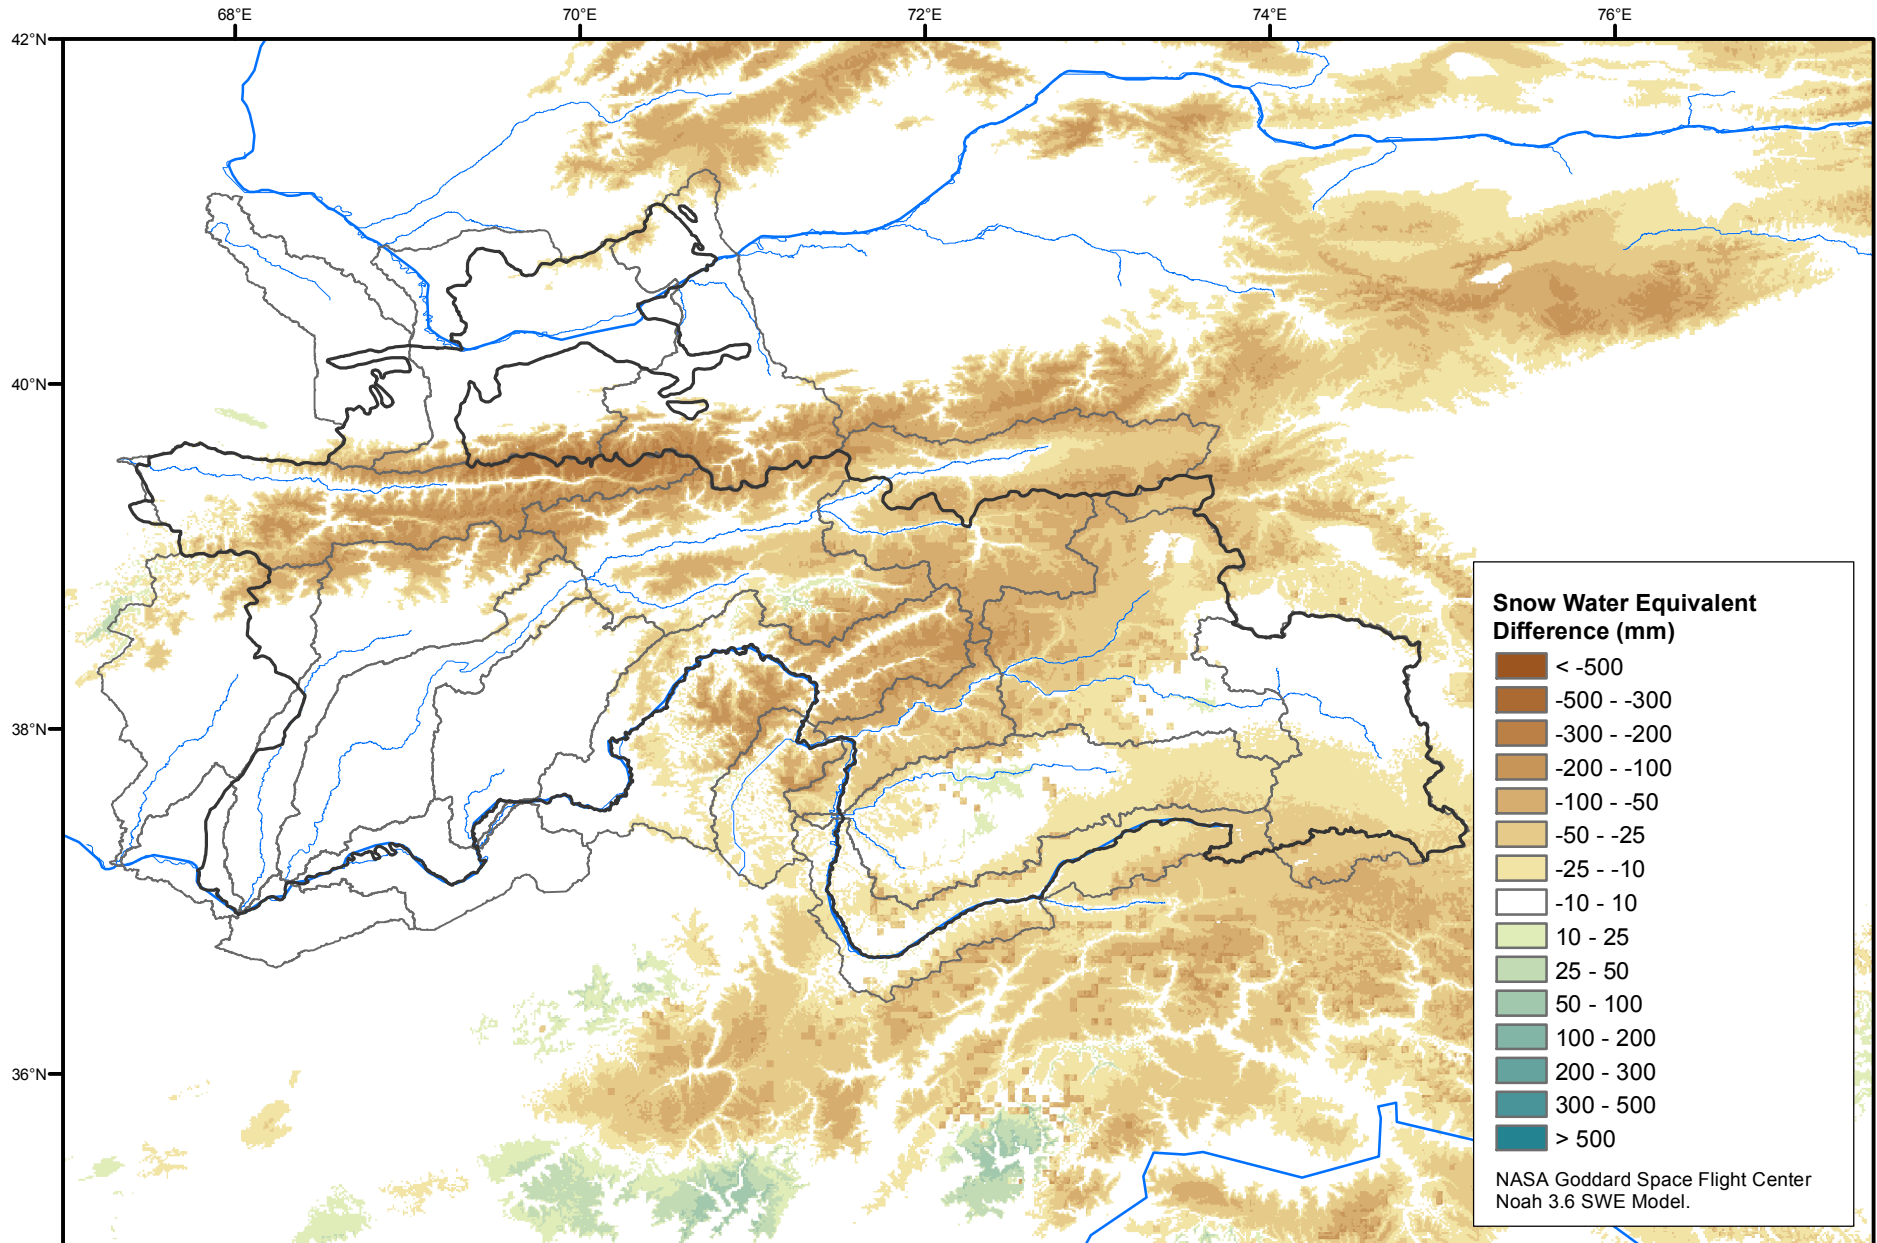 68°E
70°E
72°E
74°E
76°E
42°N
40°N
38°N
36°N
Snow Water Equivalent
Difference (mm)
< -500
-500 - -300
-300 - -200
-200 - -100
-100 - -50
-50 - -25
-25 - -10
-10 - 10
10 - 25
25 - 50
50 - 100
100 - 200
200 - 300
300 - 500
> 500
NASA Goddard Space Flight Center
Noah 3.6 SWE Model.